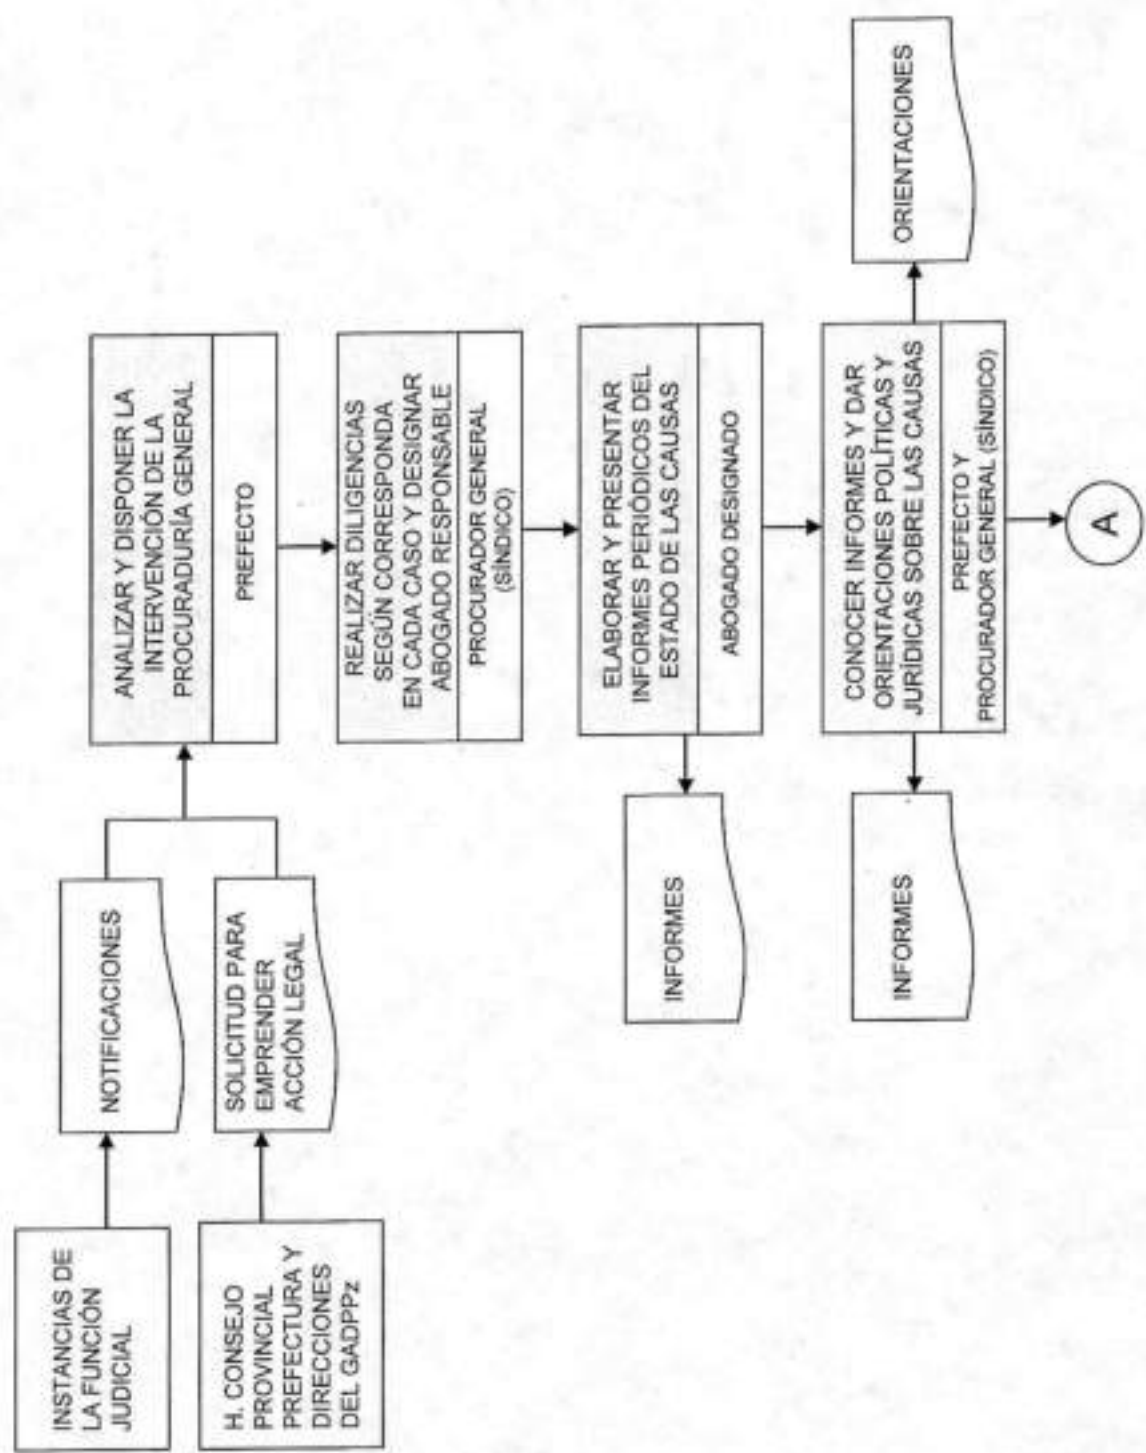 INSTANCIAS DE
LA FUNCIÓN
JUDICIAL
NOTIFICACIONES
H. CONSEJO
PROVINCIAL
PREFECTURA Y
DIRECCIONES
DEL GADPPz
SOLICITUD PARA
EMPRENDER
ACCIÓN LEGAL
ANALIZAR Y DISPONER LA
INTERVENCIÓN DE LA
PROCURADURÍA GENERAL
PREFECTO
REALIZAR DILIGENCIAS
SEGÚN CORRESPONDA
EN CADA CASO Y DESIGNAR
ABOGADO RESPONSABLE
PROCURADOR GENERAL
(SÍNDICO)
ELABORAR Y PRESENTAR
INFORMES PERIÓDICOS DEL
ESTADO DE LAS CAUSAS
ABOGADO DESIGNADO
INFORMES
CONOCER INFORMES Y DAR
ORIENTACIONES POLÍTICAS Y
JURÍDICAS SOBRE LAS CAUSAS
PREFECTO Y
PROCURADOR GENERAL (SÍNDICO)
INFORMES
ORIENTACIONES
A